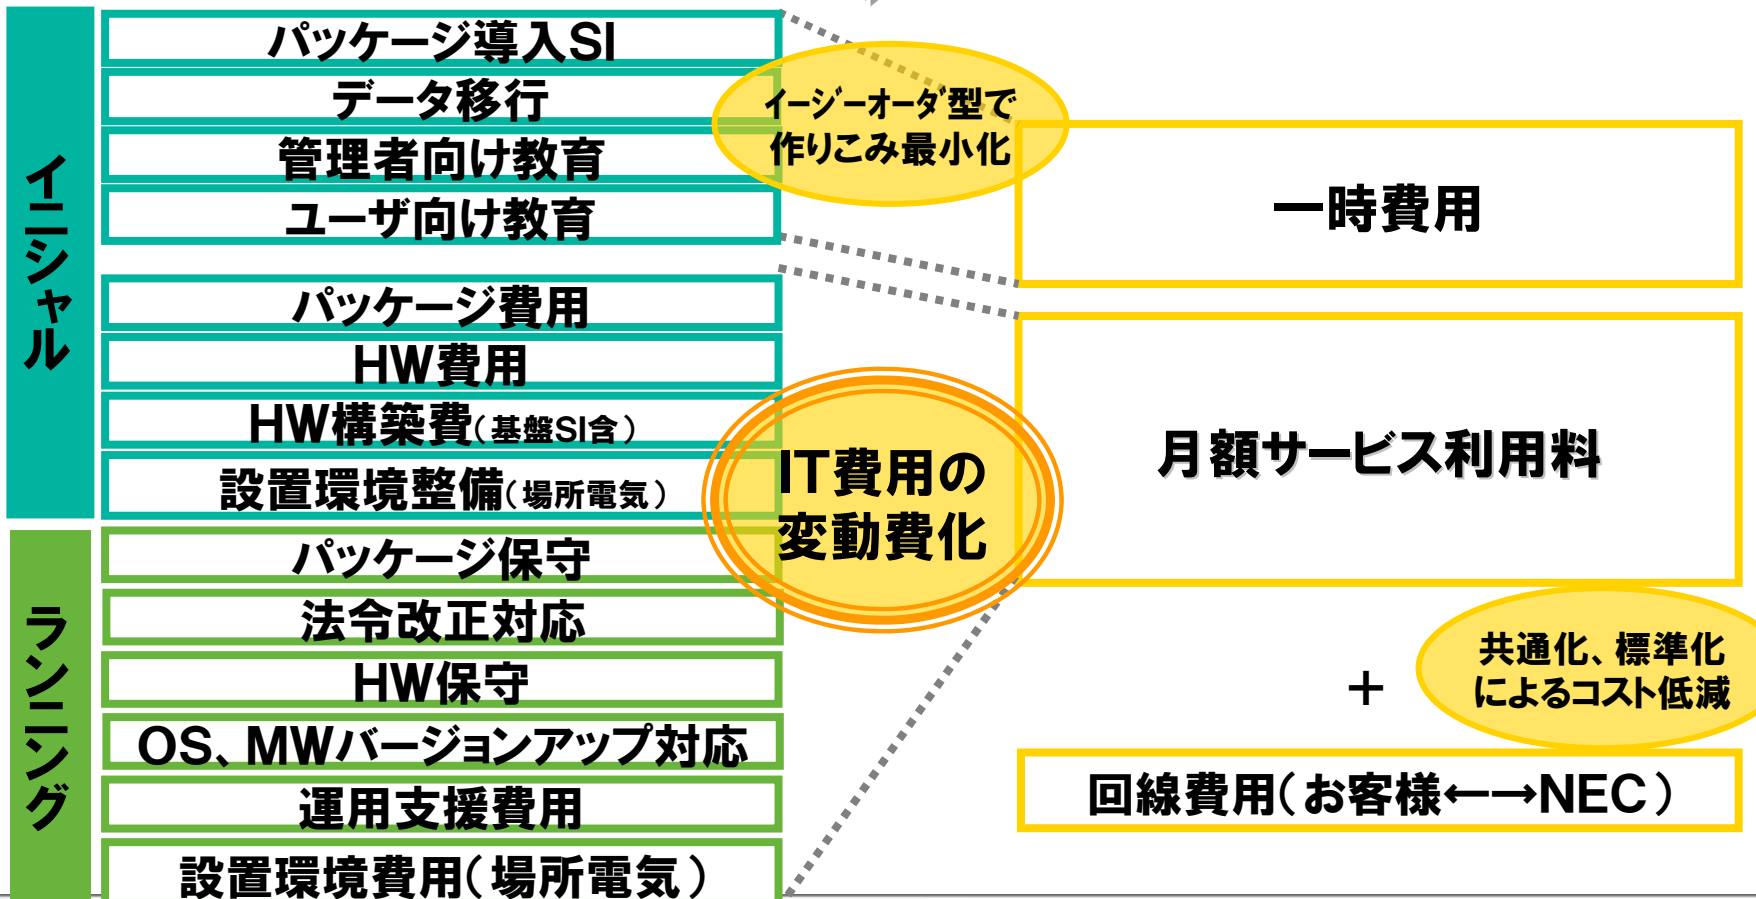 イニシャル
パッケージ導入SI
データ移行
管理者向け教育
ユーザ向け教育
パッケージ費用
HW費用
HW構築費(基盤SI含)
設置環境整備(場所電気)
ランニング
パッケージ保守
法令改正対応
HW保守
OS、MWバージョンアップ対応
運用支援費用
設置環境費用(場所電気)
イージーオーダ型で
作りこみ最小化
IT費用の
変動費化
一時費用
月額サービス利用料
+
共通化、標準化
によるコスト低減
回線費用(お客様←→NEC)